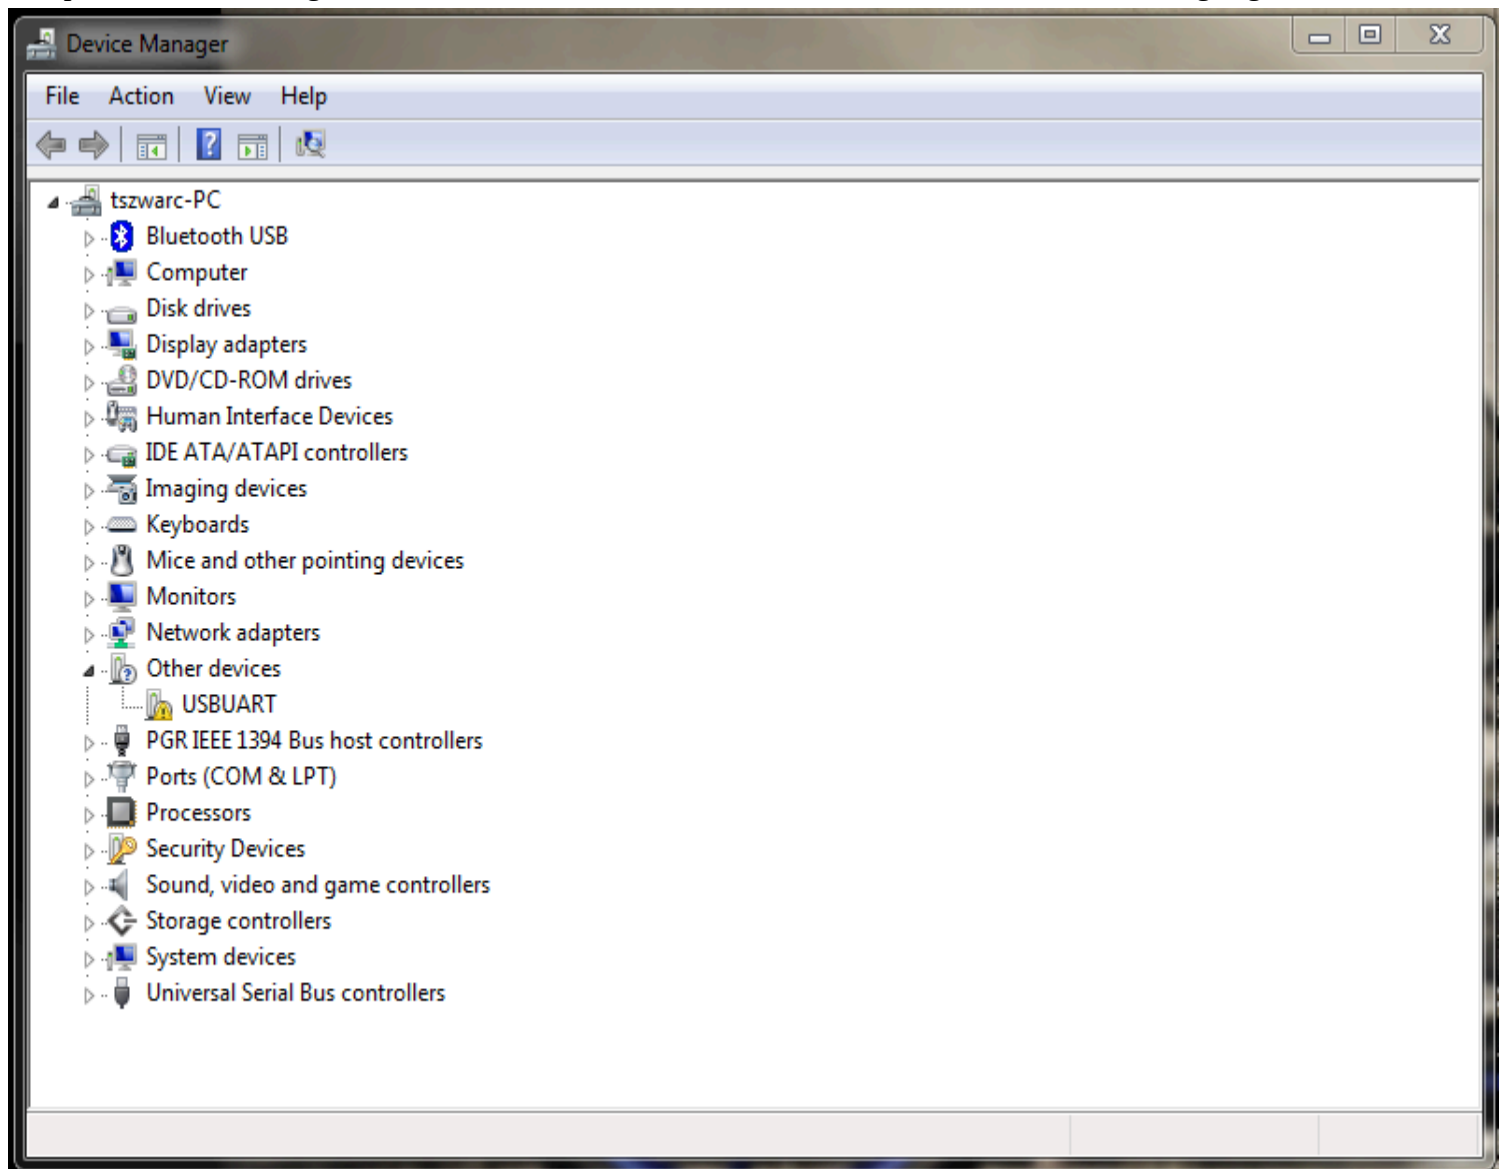 Device Manager
File Action View Help
tszwarc-PC
Bluetooth USB
Computer
Disk drives
Display adapters
DVD/CD-ROM drives
Human Interface Devices
IDE ATA/ATAPI controllers
Imaging devices
Keyboards
Mice and other pointing devices
Monitors
Network adapters
Other devices
USBUART
PGR IEEE 1394 Bus host controllers
Ports (COM & LPT)
Processors
Security Devices
Sound, video and game controllers
Storage controllers
System devices
Universal Serial Bus controllers